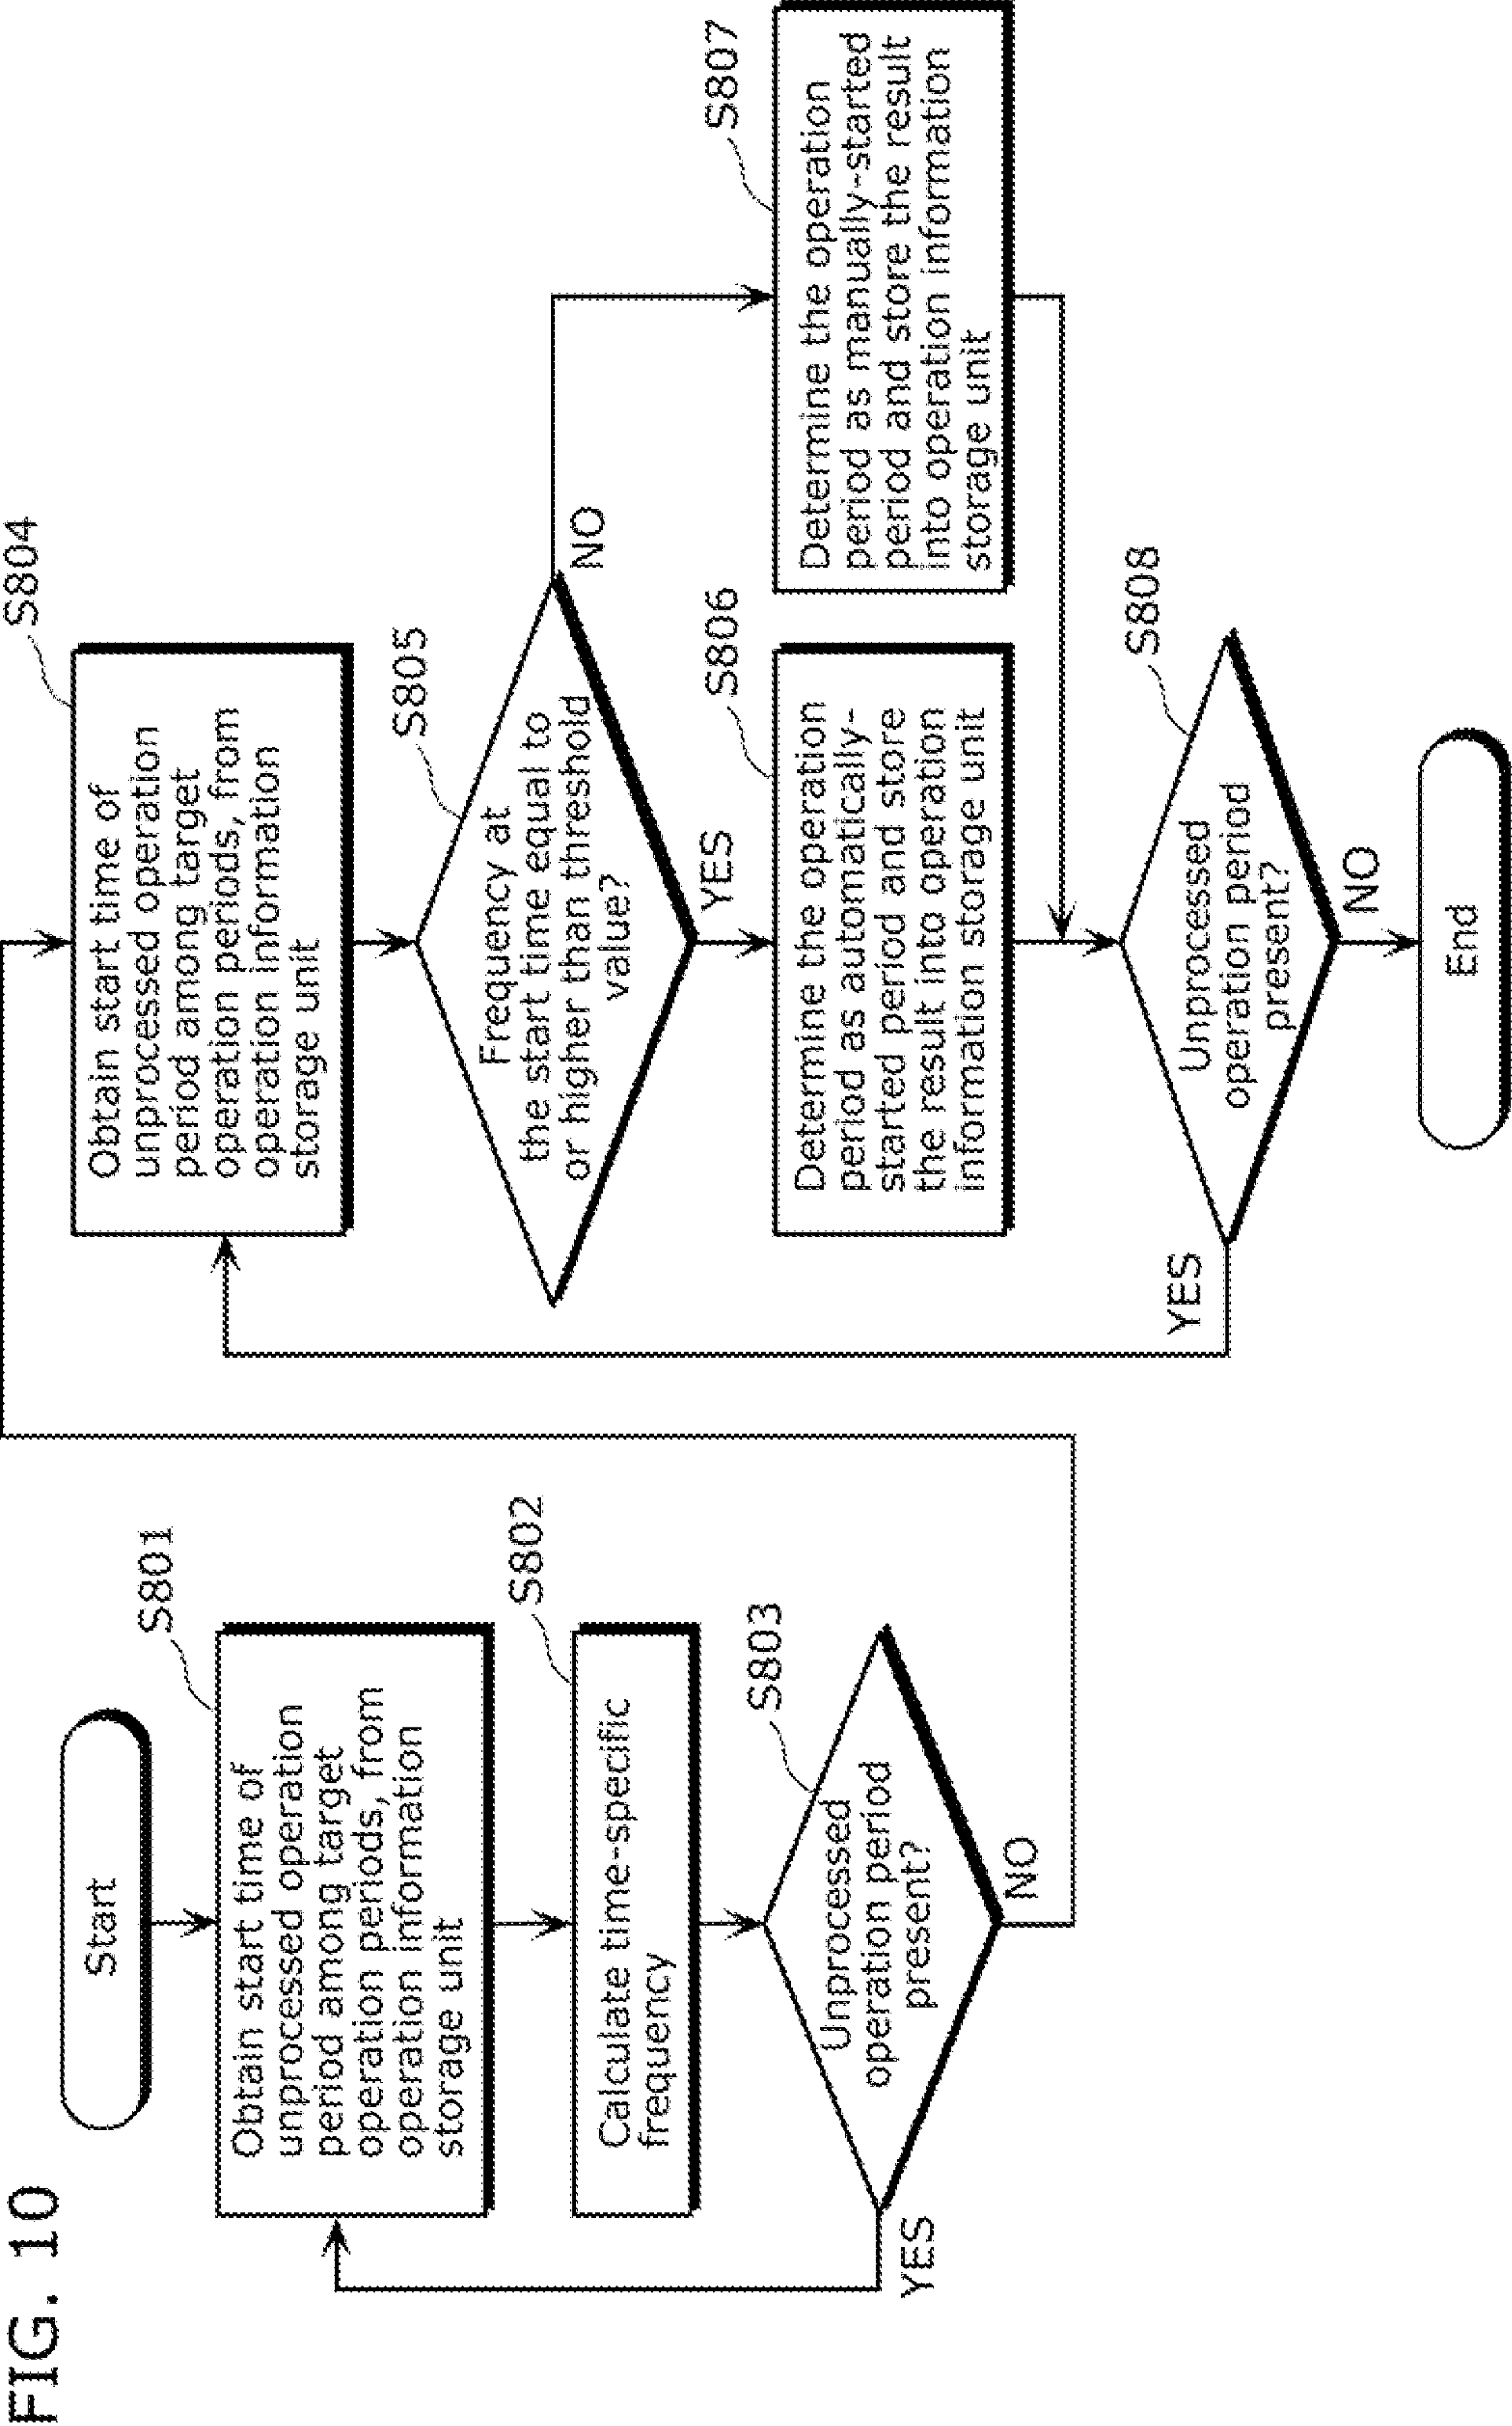 FIG. 10
Start
S801
Obtain start time of
unprocessed operation
period among target
operation periods, from
operation information
storage unit
S802
Calculate time-specific
frequency
S803
Unprocessed
operation period
present?
YES
NO
S804
Obtain start time of
unprocessed operation
period among target
operation periods, from
operation information
storage unit
S805
Frequency at
the start time equal to
or higher than threshold
value?
NO
YES
S806
Determine the operation
period as automatically-
started period and store
the result into operation
information storage unit
S807
Determine the operation
period as manually-started
period and store the result
into operation information
storage unit
S808
Unprocessed
operation period
present?
YES
NO
End